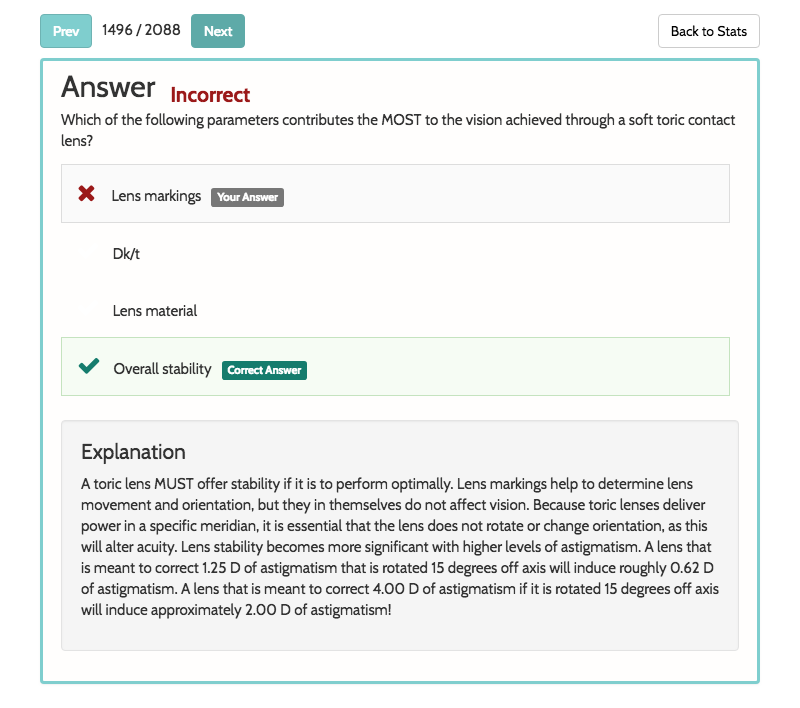 Prev 1496 / 2088 Next Back to Stats
Answer Incorrect
Which of the following parameters contributes the MOST to the vision achieved through a soft toric contact
lens?
Lens markings Your Answer
Dk/t
Lens material
Overall stability Correct Answer
Explanation
A toric lens MUST offer stability if it is to perform optimally. Lens markings help to determine lens
movement and orientation, but they in themselves do not affect vision. Because toric lenses deliver
power in a specific meridian, it is essential that the lens does not rotate or change orientation, as this
will alter acuity. Lens stability becomes more significant with higher levels of astigmatism. A lens that
is meant to correct 1.25 D of astigmatism that is rotated 15 degrees off axis will induce roughly 0.62 D
of astigmatism. A lens that is meant to correct 4.00 D of astigmatism if it is rotated 15 degrees off axis
will induce approximately 2.00 D of astigmatism!